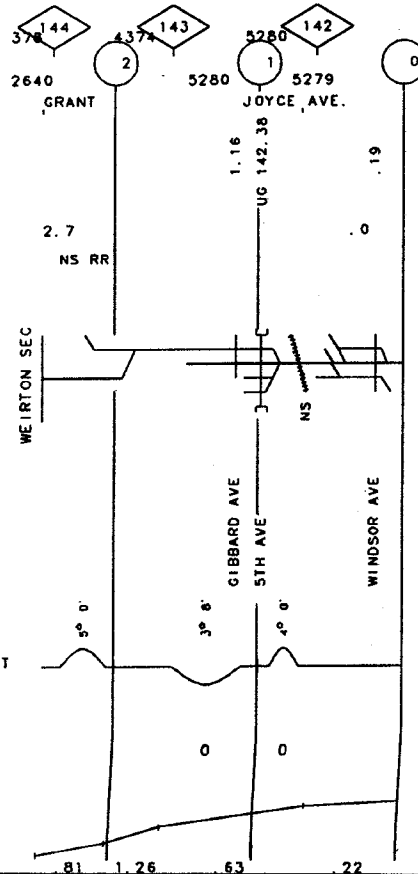 144 143 142
378 4374 5280
2 1 0
2640 5280 5279
GRANT JOYCE AVE.
1.16
UG 142.38
.19
2.7 .0
NS RR
WEIRTON SEC
NS
GIBBARD AVE
5TH AVE
WINDSOR AVE
5° 0'
3° 8'
4° 0'
T
0 0
.81 1.26 .63 .22